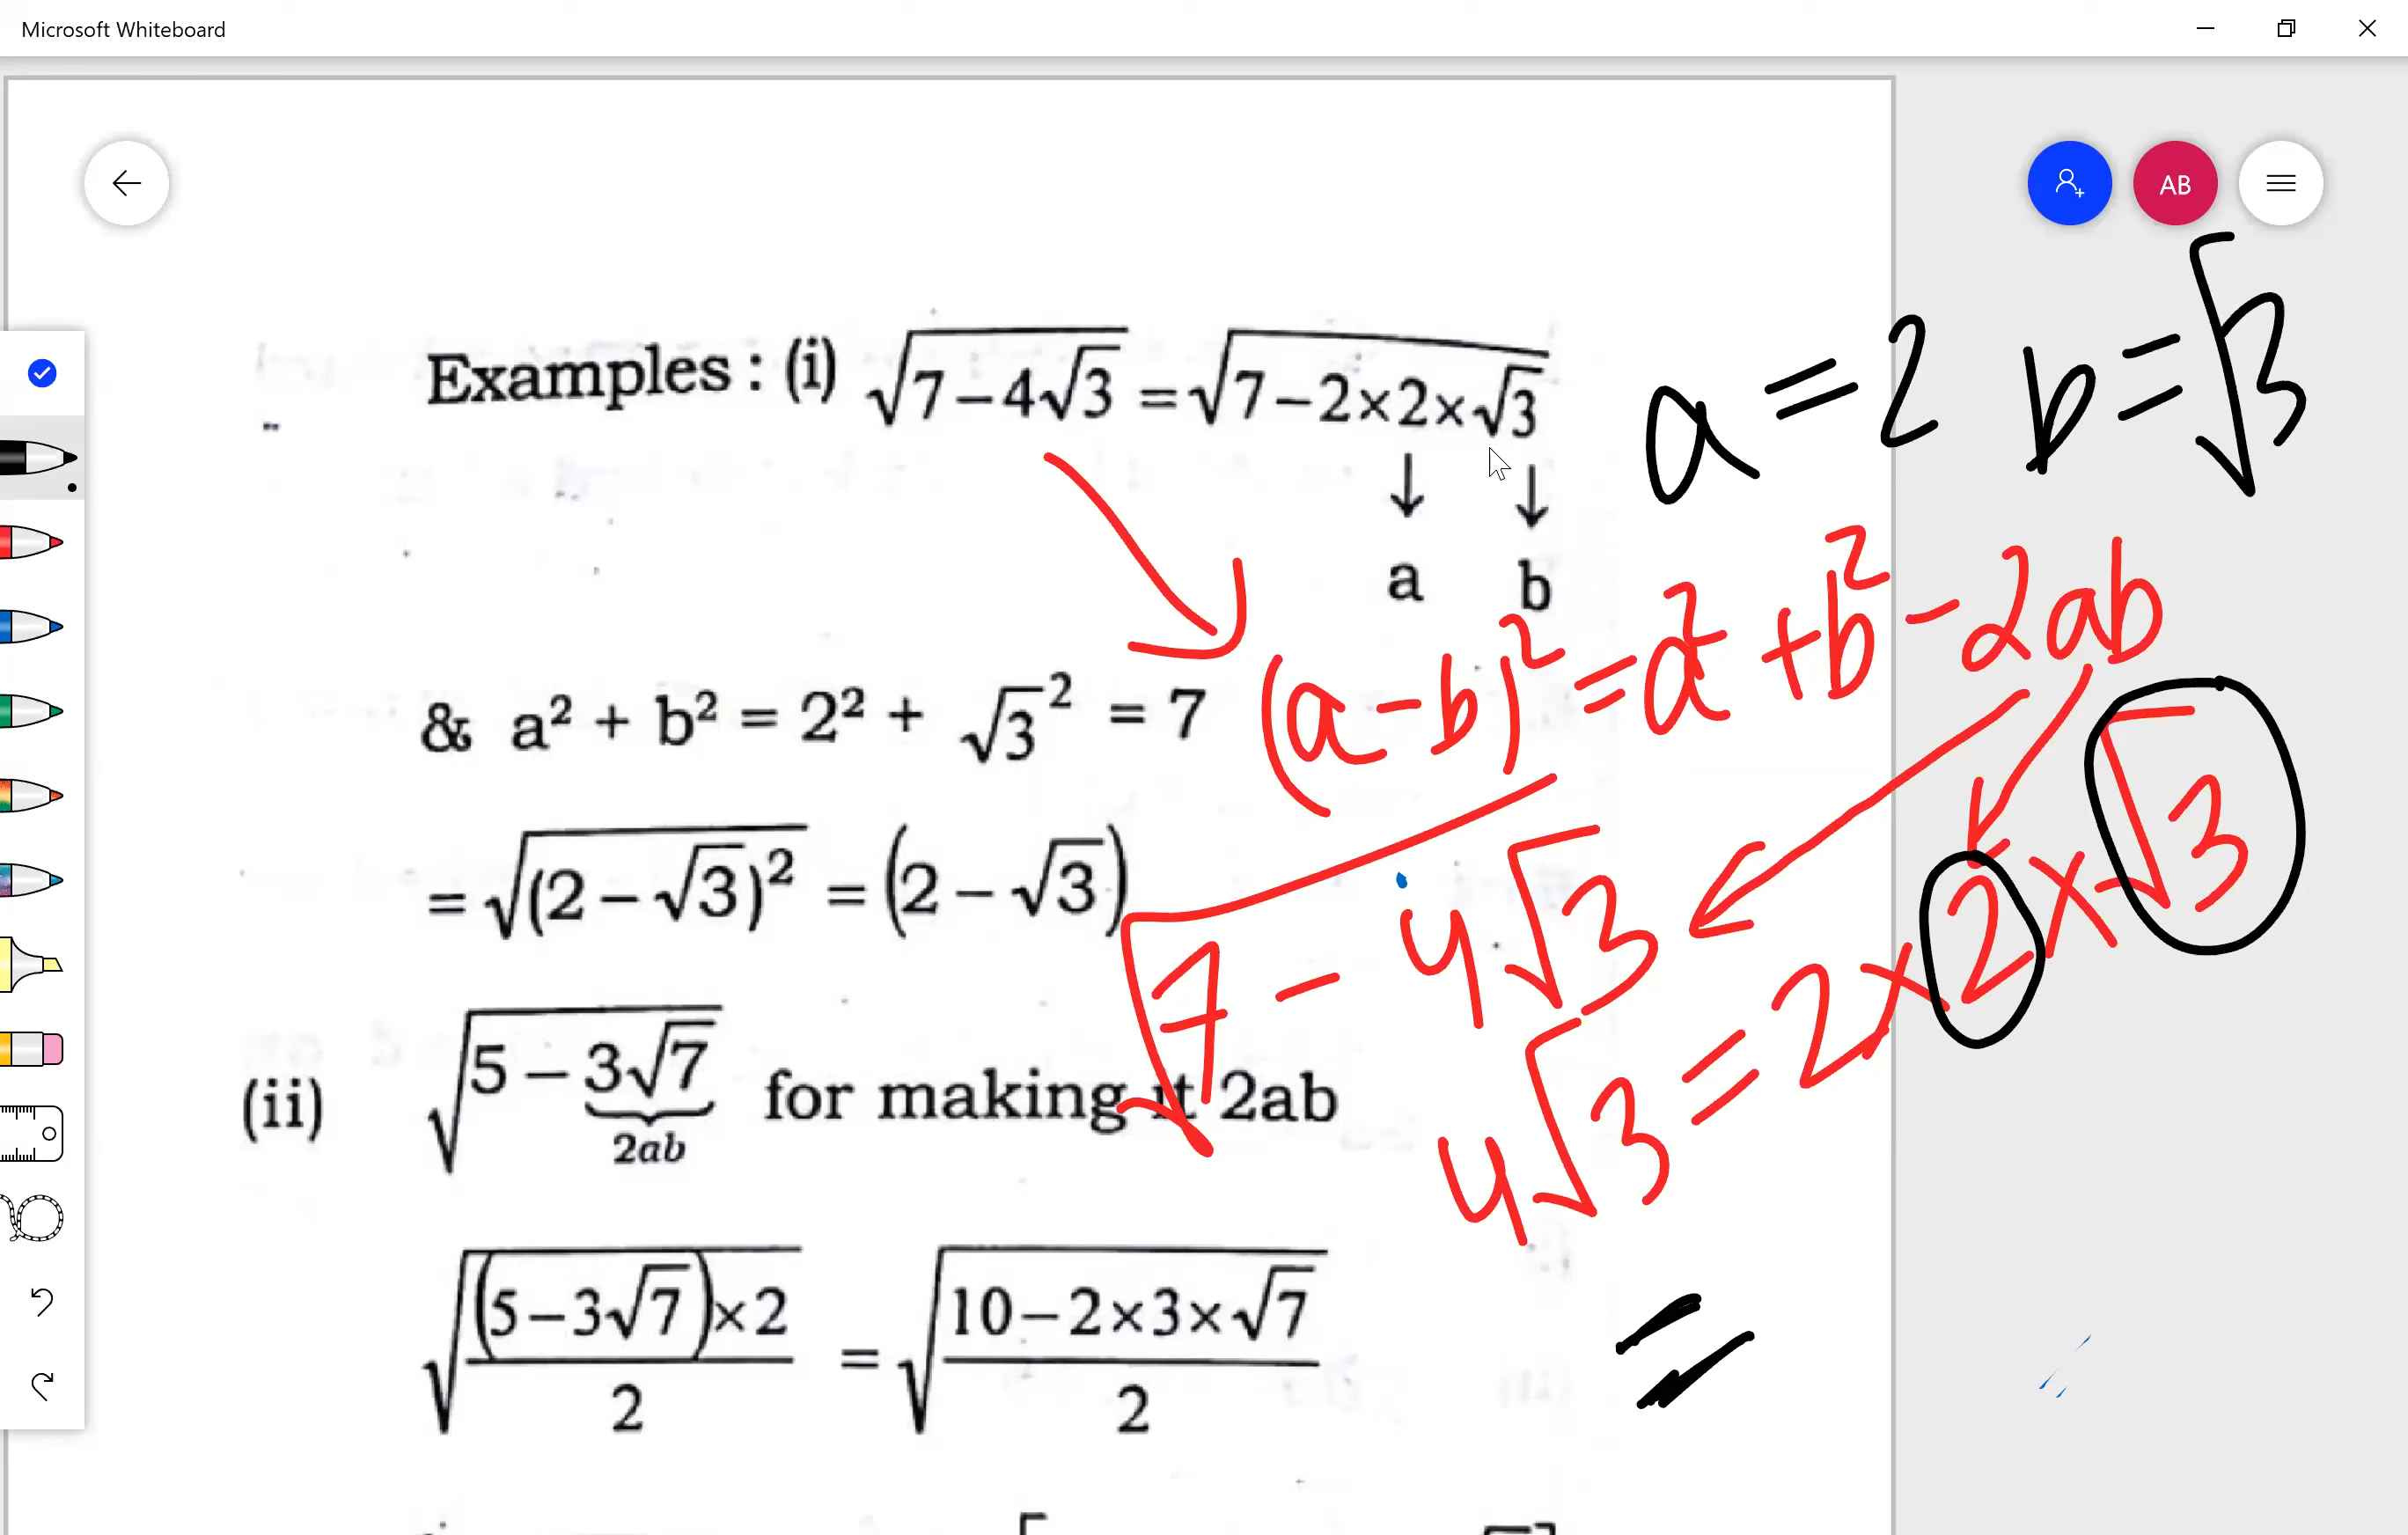 Microsoft Whiteboard
AB
Examples : (i) √(7 − 4√3) = √(7 − 2×2×√3)
a = 2 b = √3
a b
(a − b)² = a² + b² − 2ab
& a² + b² = 2² + √3² = 7
= √((2 − √3)²) = (2 − √3)
√(7 − 4√3)
4√3 = 2 × 2 × √3
(ii) √(5 − 3√7) for making it 2ab
2ab
√(((5−3√7)×2)/2) = √((10−2×3×√7)/2)
=